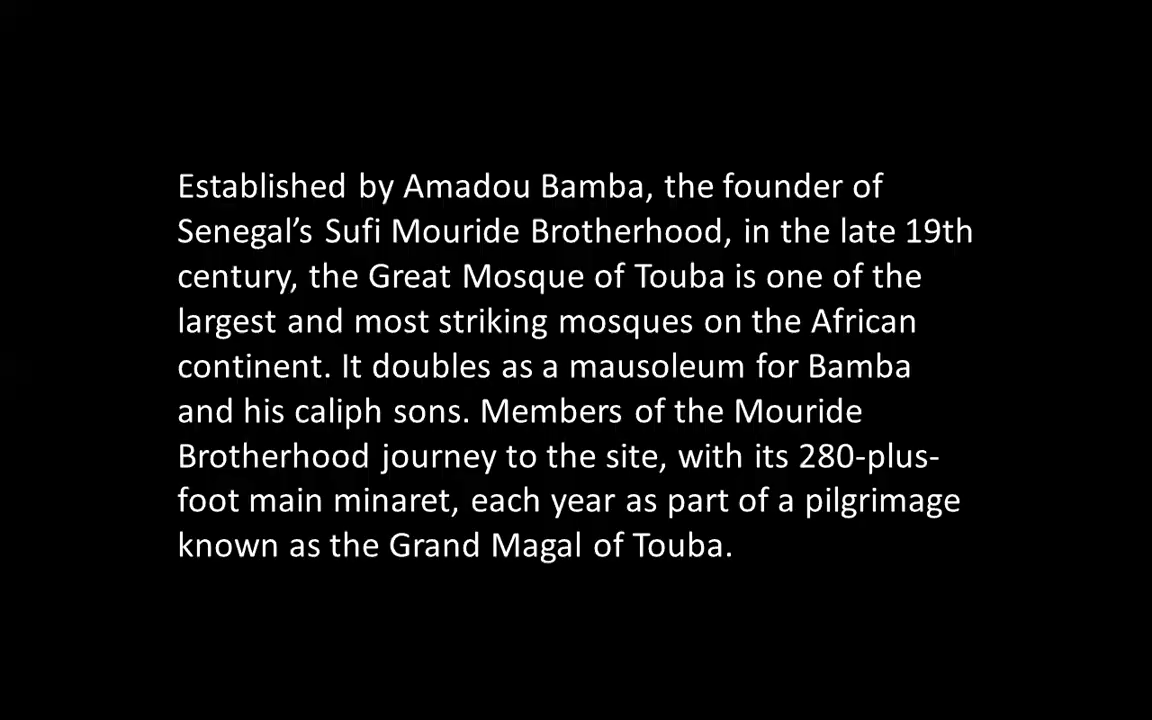 Established by Amadou Bamba, the founder of
Senegal’s Sufi Mouride Brotherhood, in the late 19th
century, the Great Mosque of Touba is one of the
largest and most striking mosques on the African
continent. It doubles as a mausoleum for Bamba
and his caliph sons. Members of the Mouride
Brotherhood journey to the site, with its 280-plus-
foot main minaret, each year as part of a pilgrimage
known as the Grand Magal of Touba.